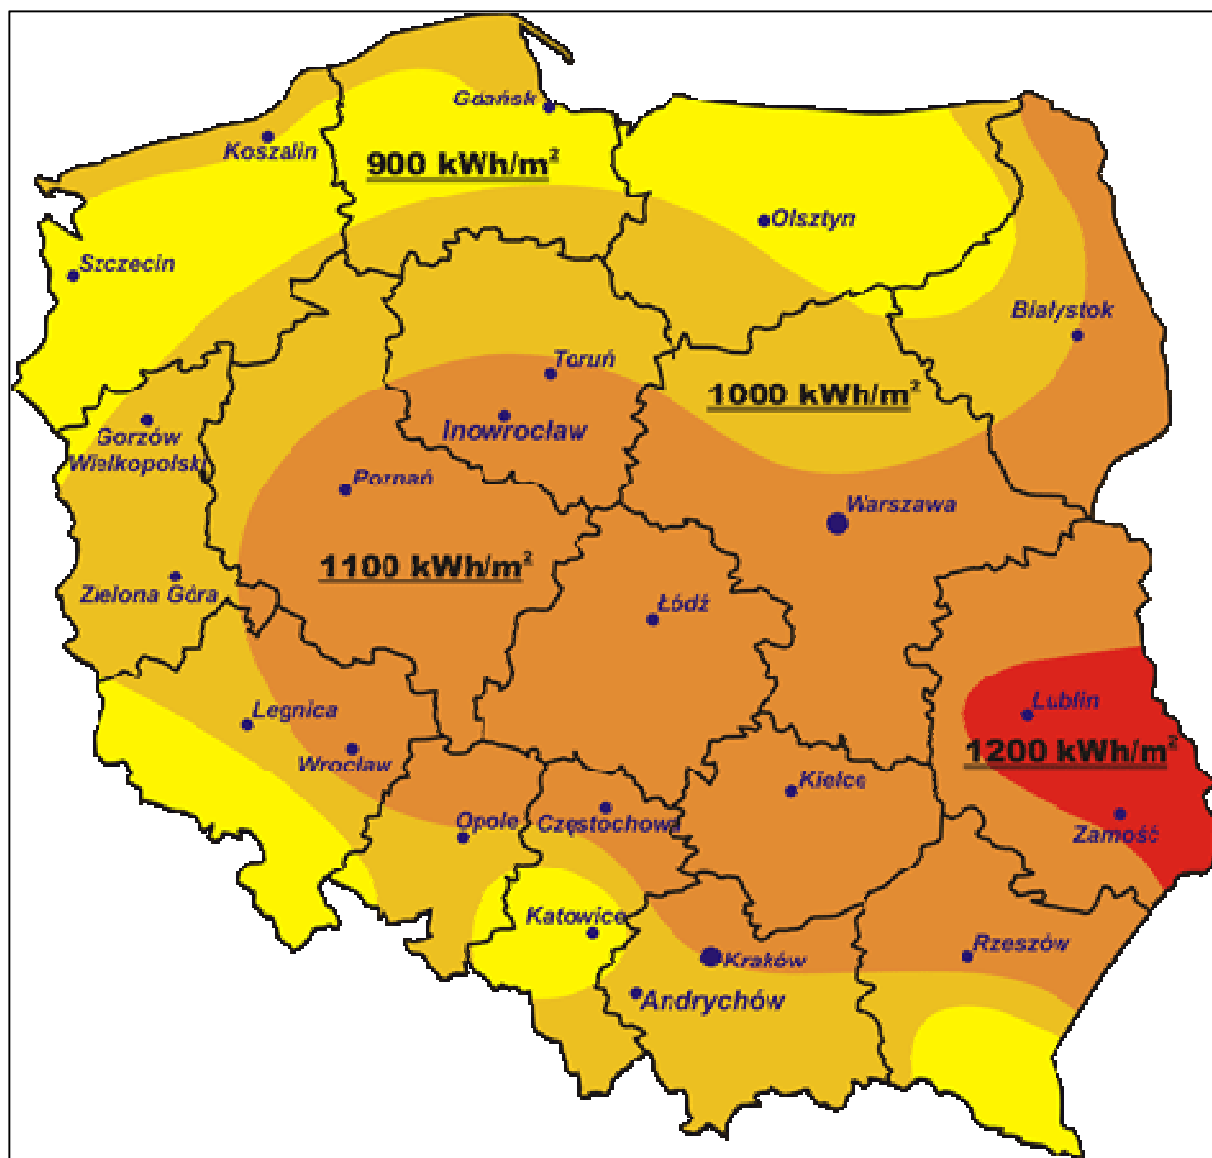 Gdańsk
Koszalin
900 kWh/m²
Olsztyn
Szczecin
Białystok
Toruń
1000 kWh/m²
Gorzów
Wielkopolski
Inowrocław
Poznań
Warszawa
1100 kWh/m²
Zielona Góra
Łódź
Legnica
Lublin
Wrocław
1200 kWh/m²
Kielce
Opole
Częstochowa
Zamość
Katowice
Kraków
Rzeszów
Andrychów